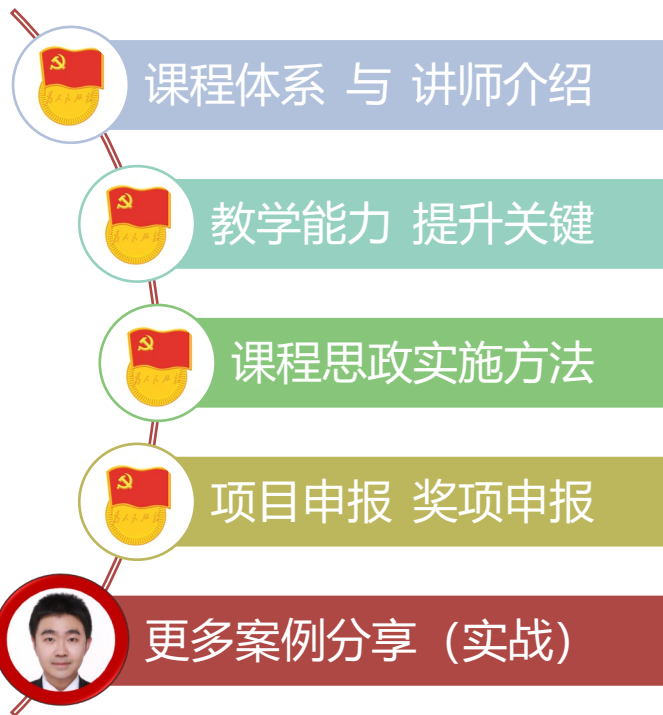 课程体系 与 讲师介绍
教学能力 提升关键
课程思政实施方法
项目申报 奖项申报
更多案例分享（实战）